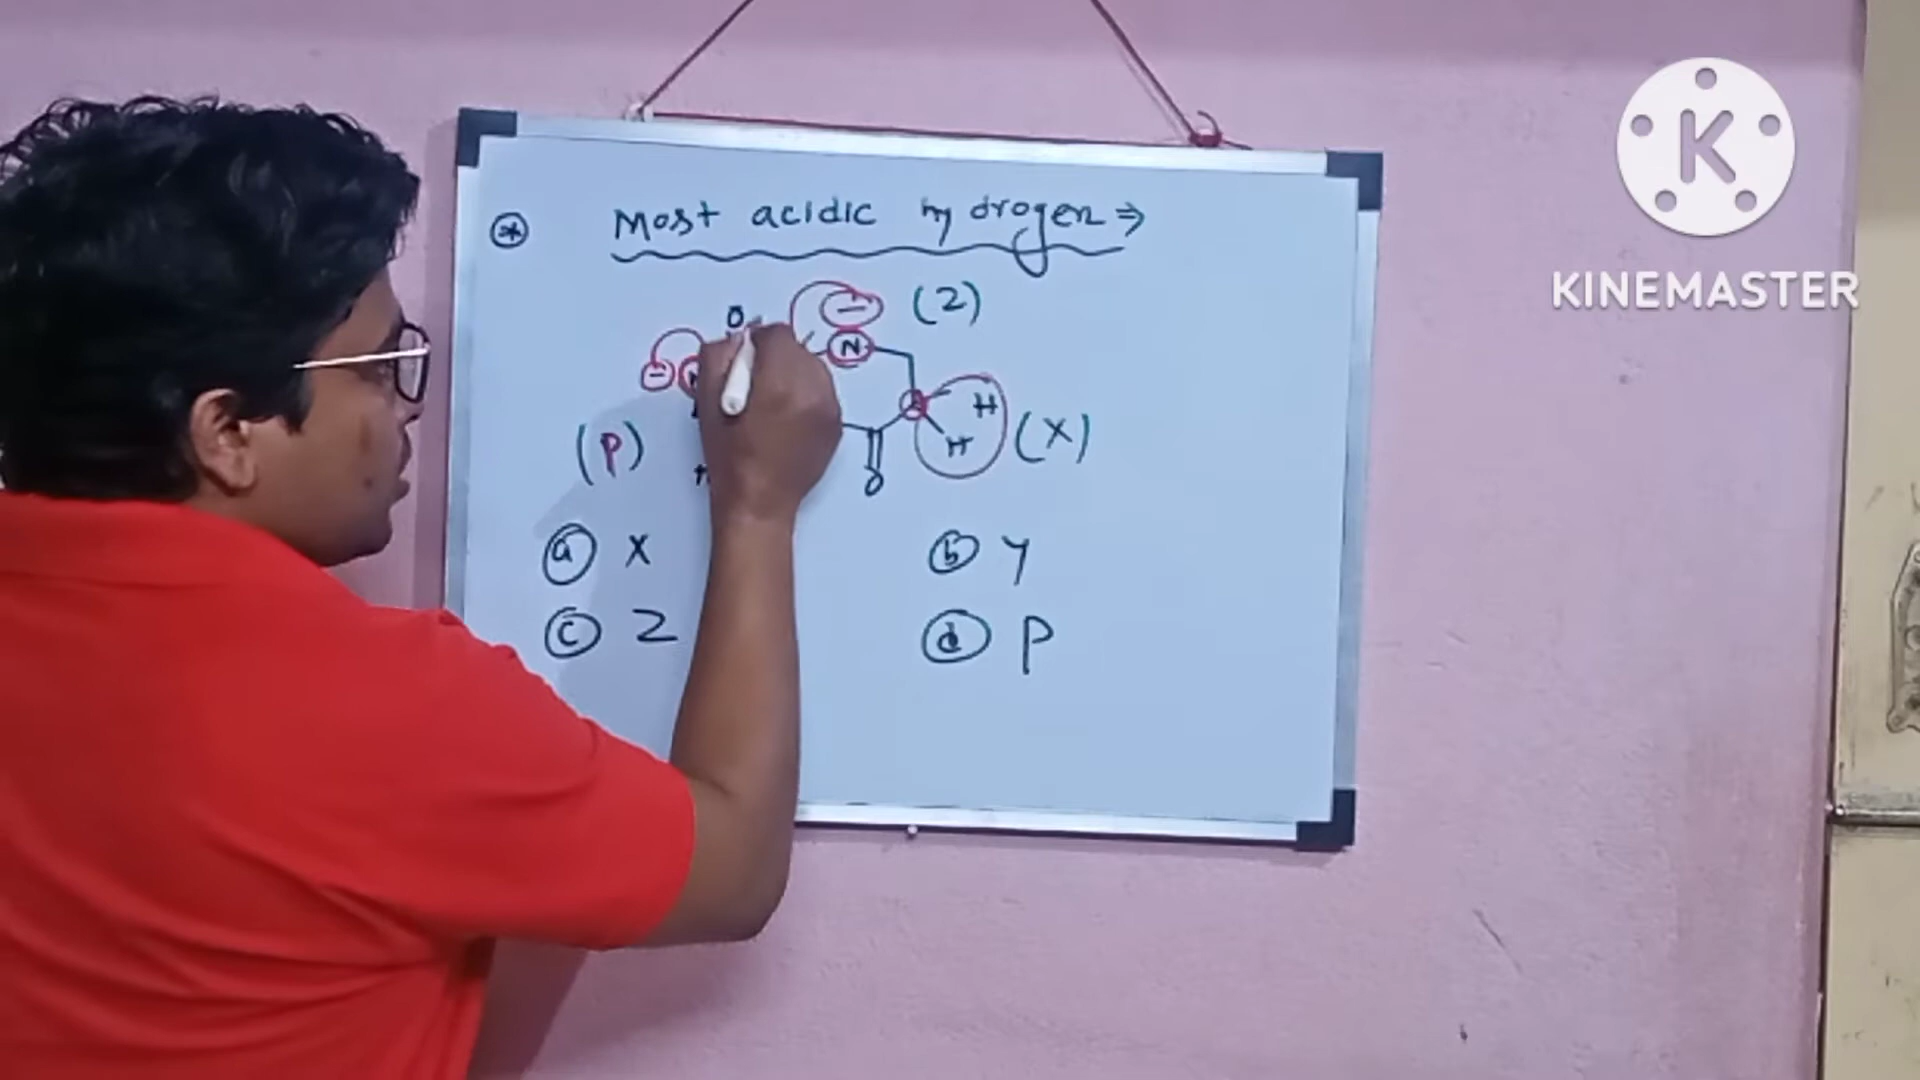 Most acidic hydrogen ⇒
O (Z)
N
H
(P) H (X)
O
(a) X (b) Y
(c) Z (d) P
K
KINEMASTER